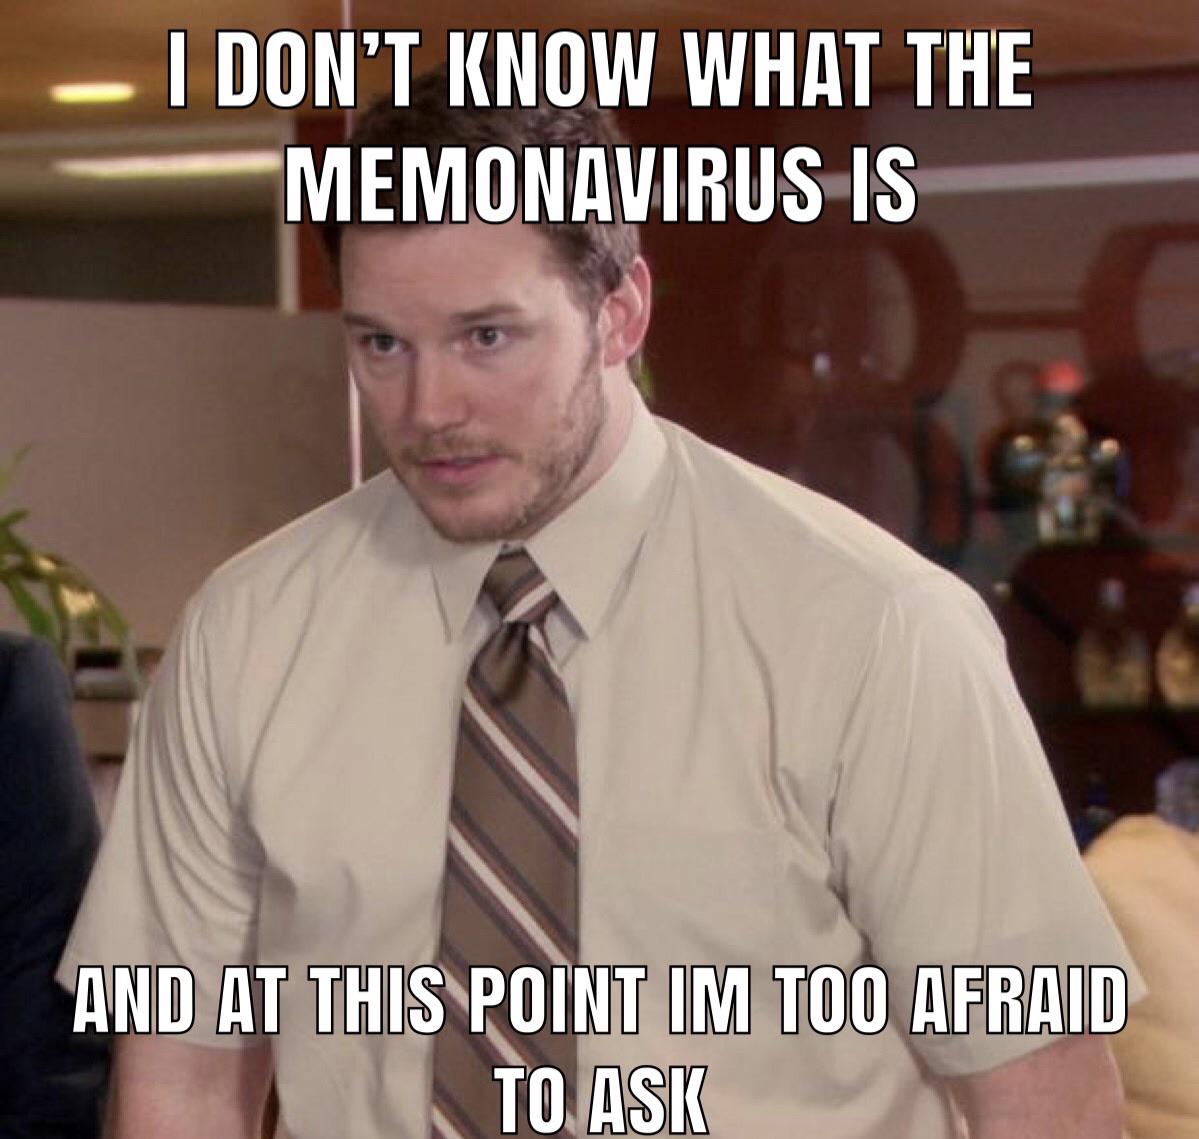 I DON’T KNOW WHAT THE
MEMONAVIRUS IS
AND AT THIS POINT IM TOO AFRAID
TO ASK